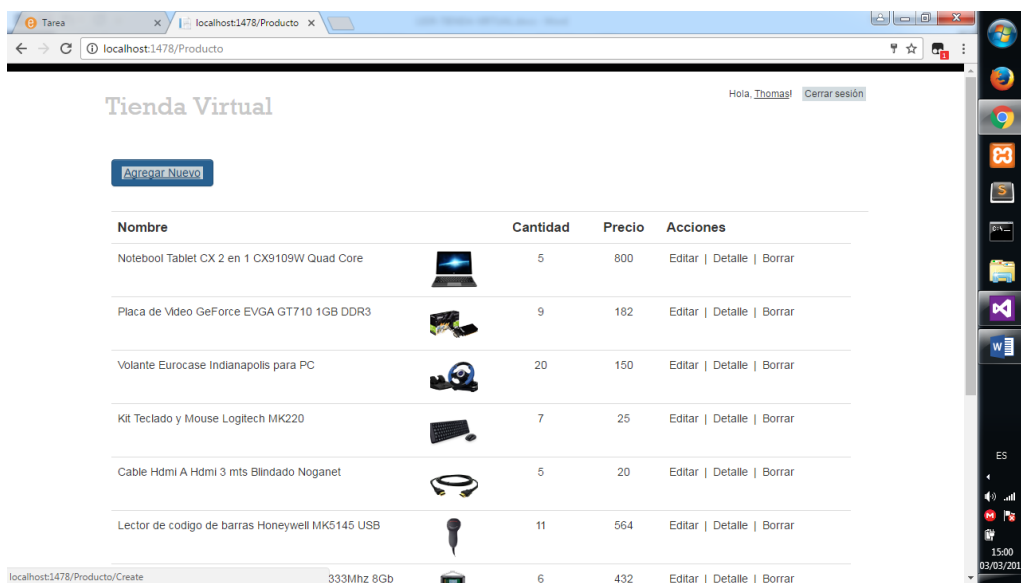 Tarea
localhost:1478/Producto
localhost:1478/Producto
Tienda Virtual
Hola, Thomas! Cerrar sesión
Agregar Nuevo
Nombre Cantidad Precio Acciones
Notebool Tablet CX 2 en 1 CX9109W Quad Core 5 800 Editar | Detalle | Borrar
Placa de Video GeForce EVGA GT710 1GB DDR3 9 182 Editar | Detalle | Borrar
Volante Eurocase Indianapolis para PC 20 150 Editar | Detalle | Borrar
Kit Teclado y Mouse Logitech MK220 7 25 Editar | Detalle | Borrar
Cable Hdmi A Hdmi 3 mts Blindado Noganet 5 20 Editar | Detalle | Borrar
Lector de codigo de barras Honeywell MK5145 USB 11 564 Editar | Detalle | Borrar
333Mhz 8Gb 6 432 Editar | Detalle | Borrar
localhost:1478/Producto/Create
ES
15:00
03/03/201